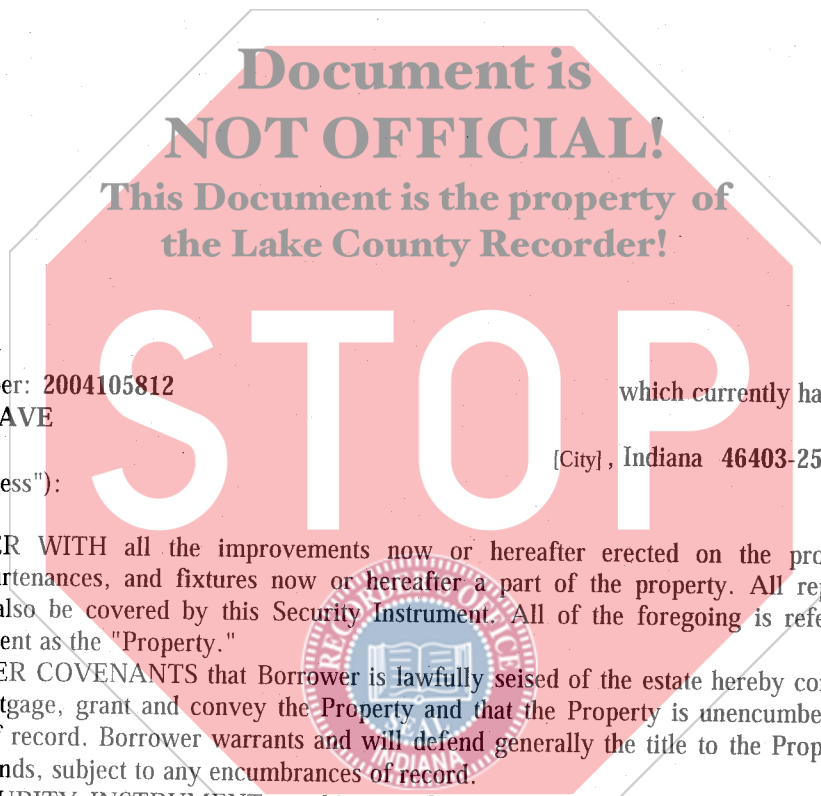 Document is
NOT OFFICIAL!
This Document is the property of
the Lake County Recorder!
STOP
er: 2004105812 which currently ha
AVE
[City] , Indiana 46403-25
ess"):
ER WITH all the improvements now or hereafter erected on the pro
rtenances, and fixtures now or hereafter a part of the property. All re
also be covered by this Security Instrument. All of the foregoing is refe
ent as the "Property."
ER COVENANTS that Borrower is lawfully seised of the estate hereby co
tgage, grant and convey the Property and that the Property is unencumbe
f record. Borrower warrants and will defend generally the title to the Prop
nds, subject to any encumbrances of record.
URITY INSTRUMENT
SEAL
INDIANA